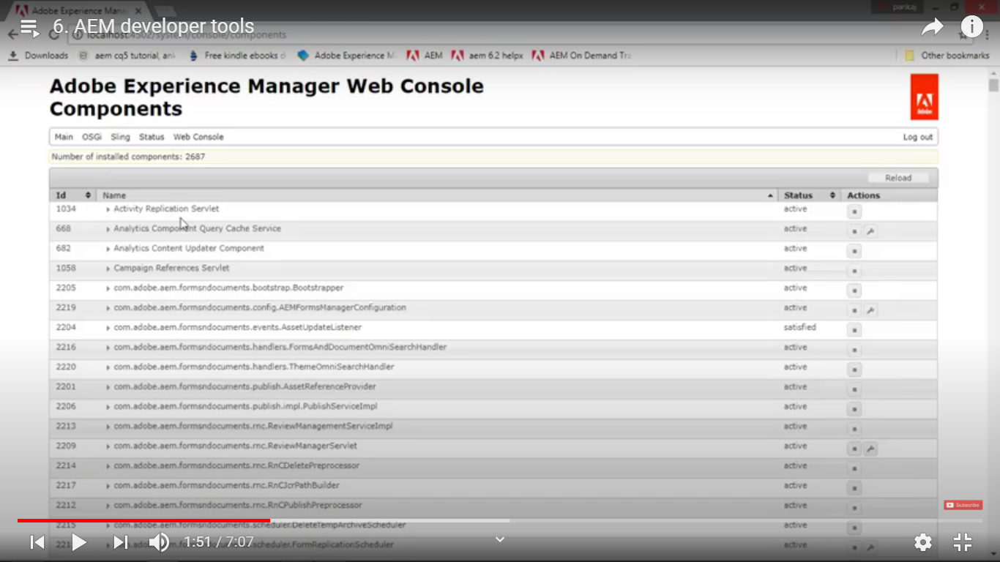 Adobe Experience Mana
pankaj
6. AEM developer tools
localhost:4502/system/console/components
Downloads aem cq5 tutorial, ank Free kindle ebooks d Adobe Experience M AEM aem 6.2 helpx AEM On Demand Tra Other bookmarks
Adobe Experience Manager Web Console
Components
Adobe
Main OSGi Sling Status Web Console Log out
Number of installed components: 2687
Reload
Id Name Status Actions
1034 Activity Replication Servlet active
668 Analytics Component Query Cache Service active
682 Analytics Content Updater Component active
1058 Campaign References Servlet active
2205 com.adobe.aem.formsndocuments.bootstrap.Bootstrapper active
2219 com.adobe.aem.formsndocuments.config.AEMFormsManagerConfiguration active
2204 com.adobe.aem.formsndocuments.events.AssetUpdateListener satisfied
2216 com.adobe.aem.formsndocuments.handlers.FormsAndDocumentOmniSearchHandler active
2220 com.adobe.aem.formsndocuments.handlers.ThemeOmniSearchHandler active
2201 com.adobe.aem.formsndocuments.publish.AssetReferenceProvider active
2206 com.adobe.aem.formsndocuments.publish.impl.PublishServiceImpl active
2213 com.adobe.aem.formsndocuments.rnc.ReviewManagementServiceImpl active
2209 com.adobe.aem.formsndocuments.rnc.ReviewManagerServlet active
2214 com.adobe.aem.formsndocuments.rnc.RnCDeletePreprocessor active
2217 com.adobe.aem.formsndocuments.rnc.RnCJcrPathBuilder active
2212 com.adobe.aem.formsndocuments.rnc.RnCPublishPreprocessor active
Subscribe
2215 com.adobe.aem.formsndocuments.scheduler.DeleteTempArchiveScheduler active
1:51 / 7:07
scheduler.FormReplicationScheduler active